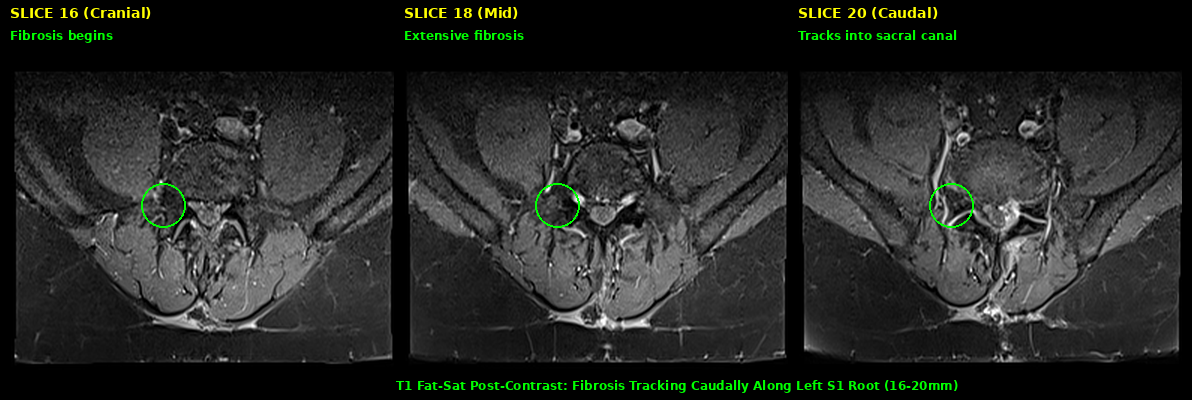 SLICE 16 (Cranial)
Fibrosis begins
SLICE 18 (Mid)
Extensive fibrosis
SLICE 20 (Caudal)
Tracks into sacral canal
T1 Fat-Sat Post-Contrast: Fibrosis Tracking Caudally Along Left S1 Root (16-20mm)